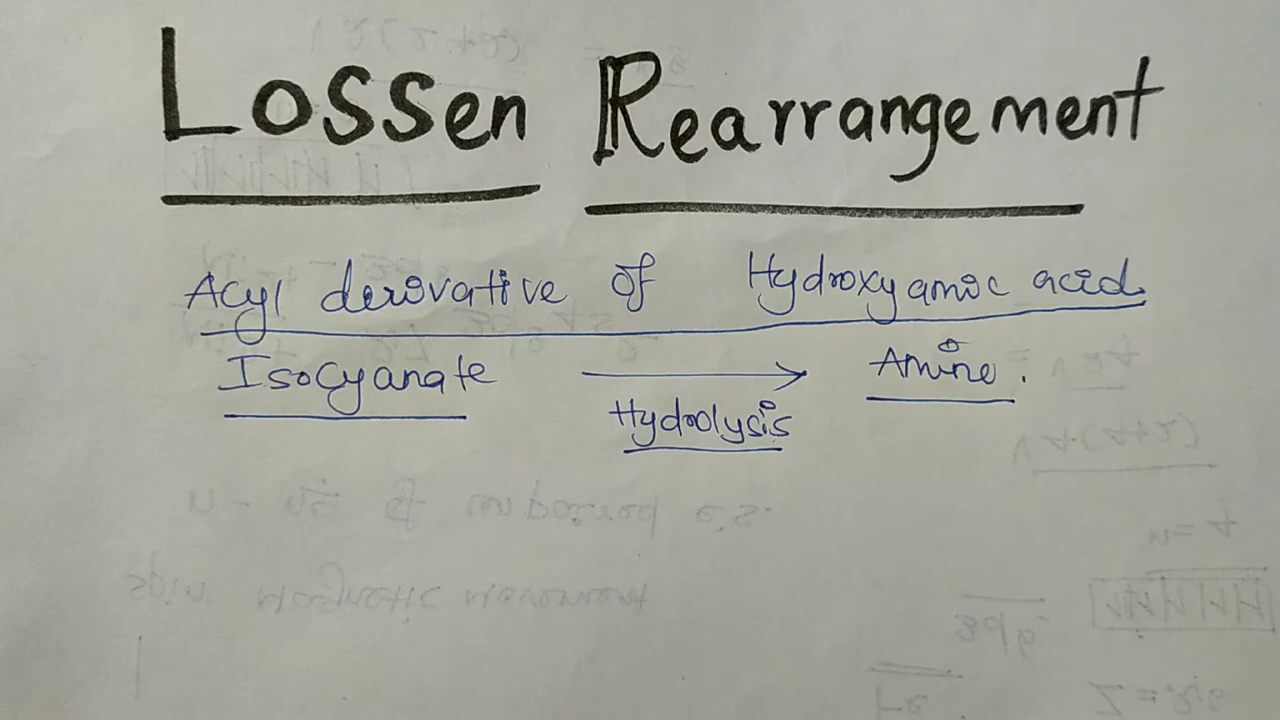 Lossen Rearrangement
Acyl derivative of Hydroxyamic acid.
Isocyanate → Amine.
Hydrolysis